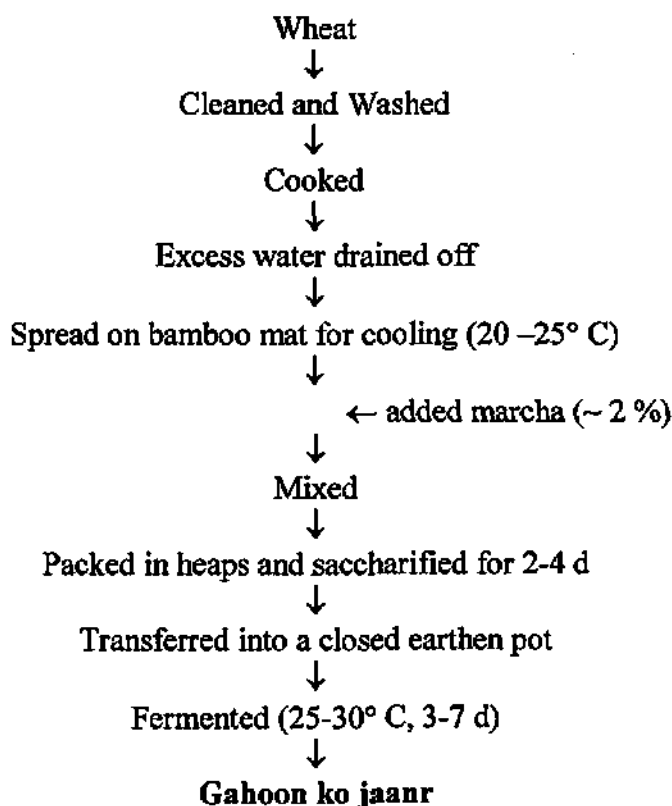 Wheat
↓
Cleaned and Washed
↓
Cooked
↓
Excess water drained off
↓
Spread on bamboo mat for cooling (20 –25° C)
↓
← added marcha (~ 2 %)
↓
Mixed
↓
Packed in heaps and saccharified for 2-4 d
↓
Transferred into a closed earthen pot
↓
Fermented (25-30° C, 3-7 d)
↓
Gahoon ko jaanr